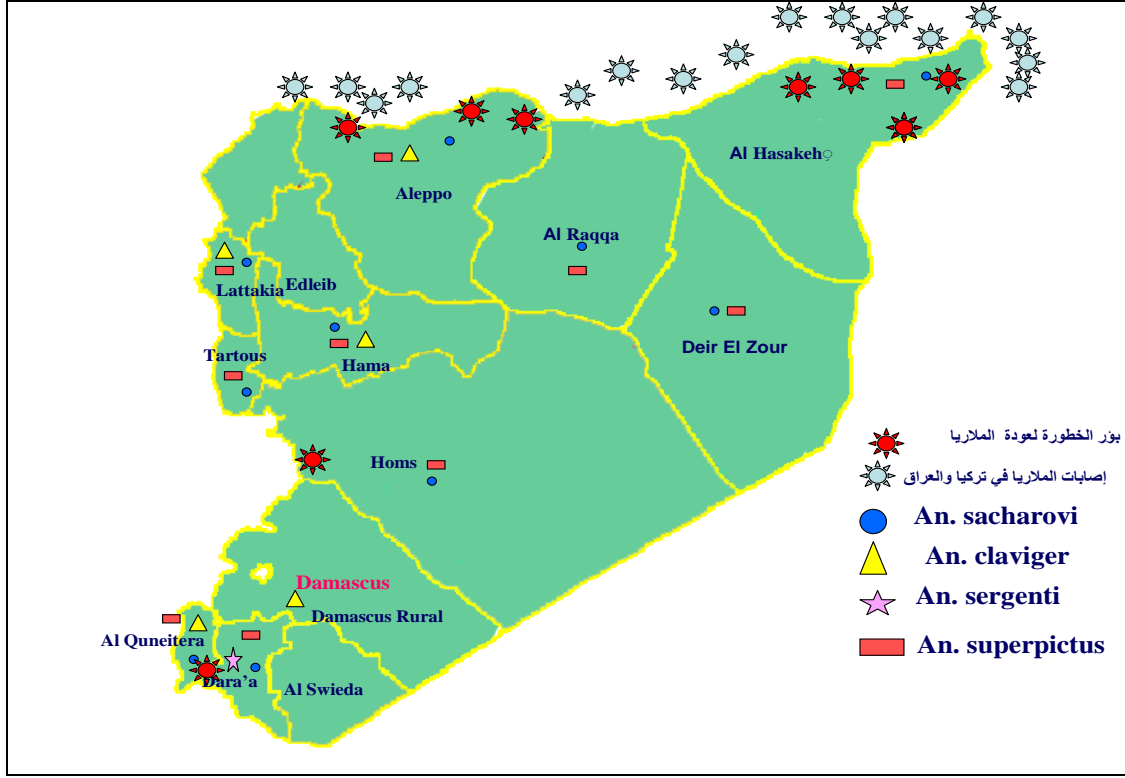 Al Hasakeh
Aleppo
Al Raqqa
Edleib
Lattakia
Deir El Zour
Tartous
Hama
Homs
Damascus
Damascus Rural
Al Quneitera
Dara’a
Al Swieda
بؤر الخطورة لعودة الملاريا
إصابات الملاريا في تركيا والعراق
An. sacharovi
An. claviger
An. sergenti
An. superpictus